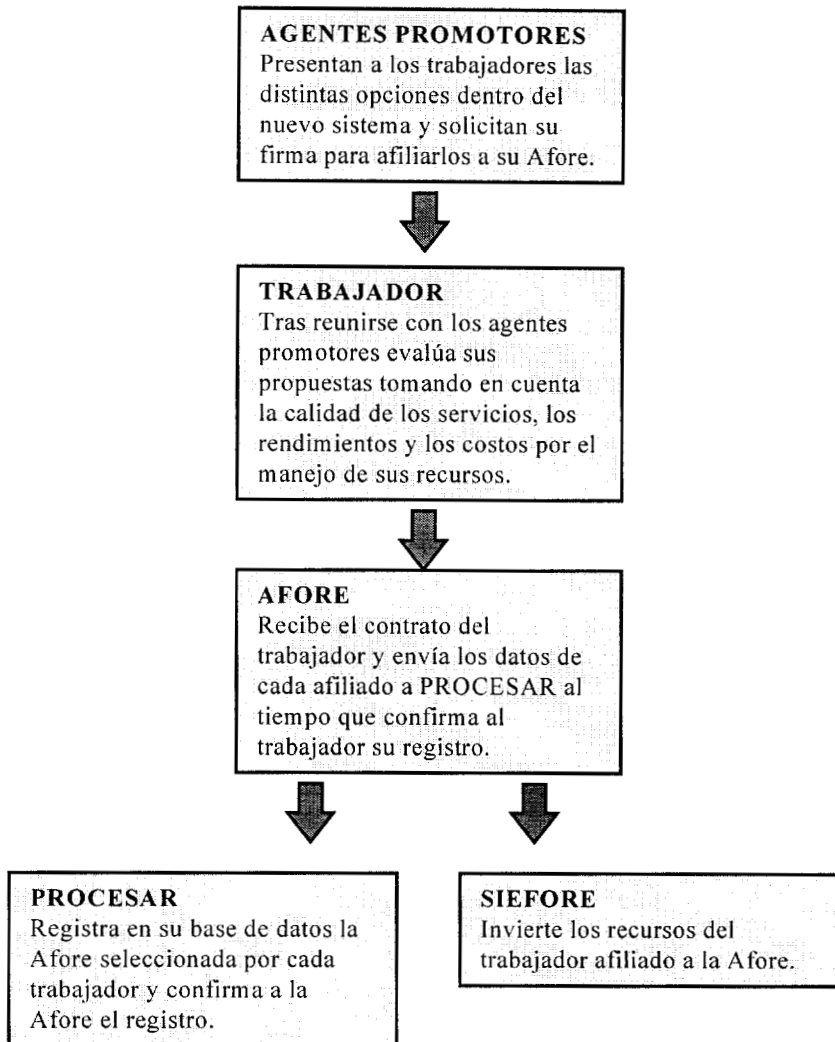 AGENTES PROMOTORES
Presentan a los trabajadores las
distintas opciones dentro del
nuevo sistema y solicitan su
firma para afiliarlos a su Afore.
TRABAJADOR
Tras reunirse con los agentes
promotores evalúa sus
propuestas tomando en cuenta
la calidad de los servicios, los
rendimientos y los costos por el
manejo de sus recursos.
AFORE
Recibe el contrato del
trabajador y envía los datos de
cada afiliado a PROCESAR al
tiempo que confirma al
trabajador su registro.
PROCESAR
Registra en su base de datos la
Afore seleccionada por cada
trabajador y confirma a la
Afore el registro.
SIEFORE
Invierte los recursos del
trabajador afiliado a la Afore.